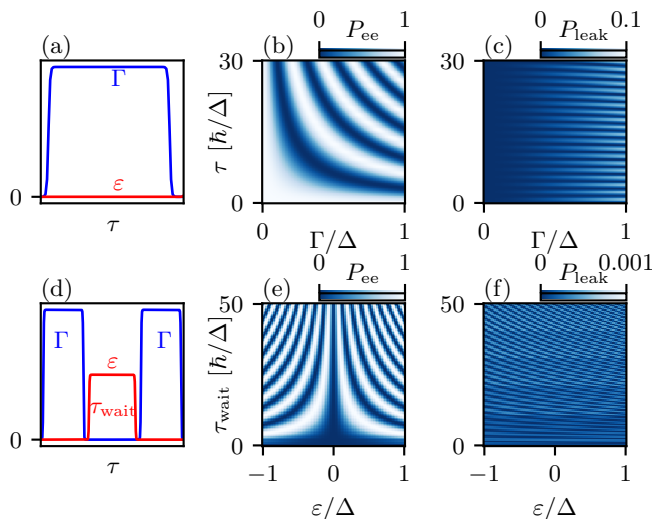 (a)
0
Γ
ε
τ
(b)
0 1
P_ee
30
0
τ [ħ/Δ]
0 1
Γ/Δ
(c)
0 0.1
P_leak
30
0
0 1
Γ/Δ
(d)
0
Γ
ε
Γ
τ_wait
τ
(e)
0 1
P_ee
50
0
τ_wait [ħ/Δ]
−1 0 1
ε/Δ
(f)
0 0.001
P_leak
50
0
−1 0 1
ε/Δ